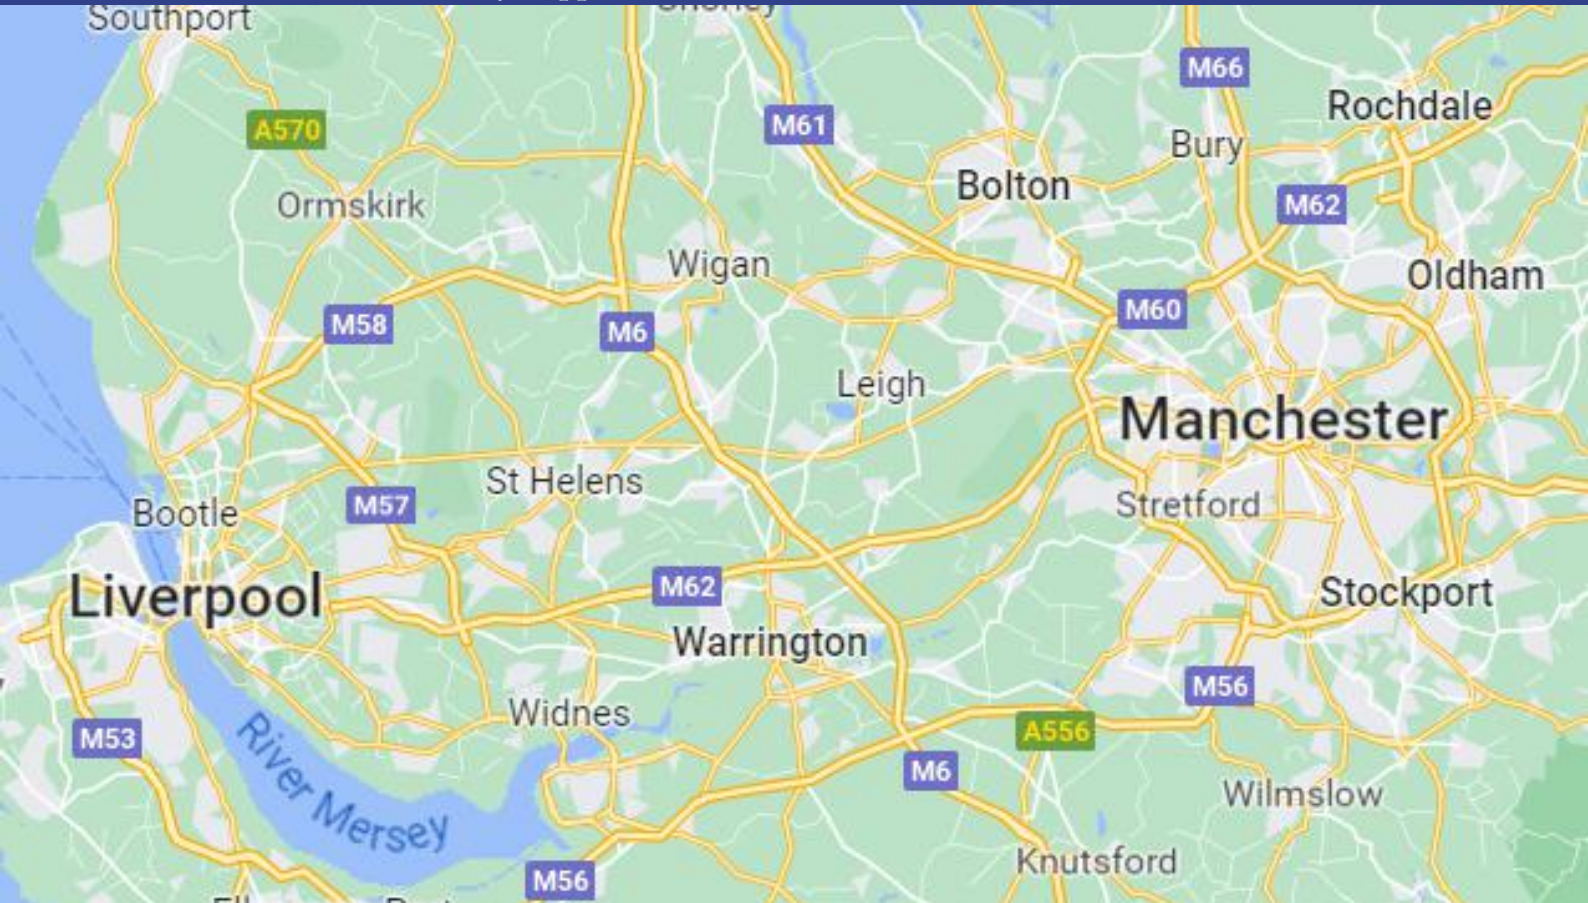 Southport
Chorley
M66
Rochdale
A570
M61
Bury
Bolton
M62
Ormskirk
Wigan
Oldham
M58
M6
M60
Leigh
Manchester
St Helens
M57
Bootle
Stretford
M62
Liverpool
Stockport
Warrington
M56
Widnes
A556
M53
River Mersey
M6
Wilmslow
Knutsford
M56